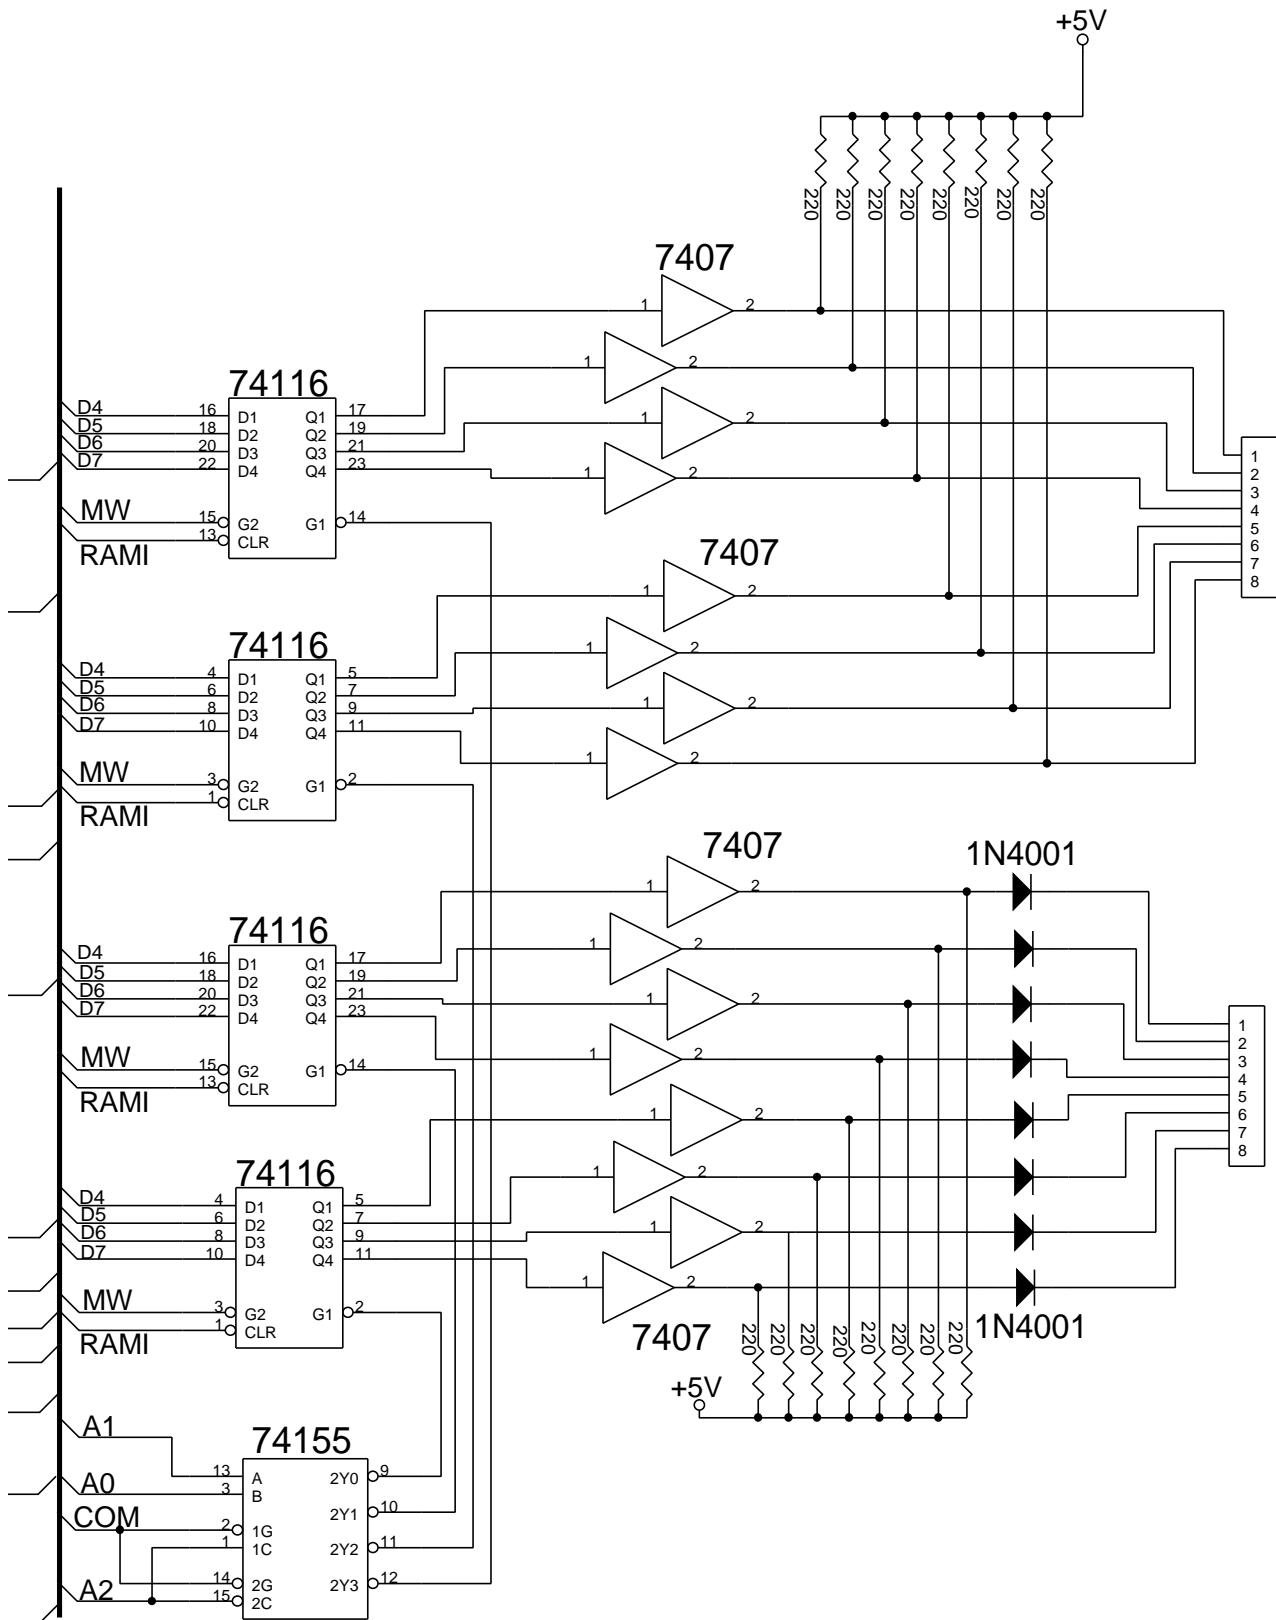 +5V
220 220 220 220 220 220 220 220
7407
1 2
1 2
1 2
1 2
74116
D4 16 D1 Q1 17
D5 18 D2 Q2 19
D6 20 D3 Q3 21
D7 22 D4 Q4 23
MW 15 G2 G1 14
RAMI 13 CLR
1
2
3
4
5
6
7
8
7407
1 2
1 2
1 2
1 2
74116
D4 4 D1 Q1 5
D5 6 D2 Q2 7
D6 8 D3 Q3 9
D7 10 D4 Q4 11
MW 3 G2 G1 2
RAMI 1 CLR
7407
1N4001
1 2
1 2
1 2
1 2
74116
D4 16 D1 Q1 17
D5 18 D2 Q2 19
D6 20 D3 Q3 21
D7 22 D4 Q4 23
MW 15 G2 G1 14
RAMI 13 CLR
1
2
3
4
5
6
7
8
1 2
1 2
1 2
1 2
74116
D4 4 D1 Q1 5
D5 6 D2 Q2 7
D6 8 D3 Q3 9
D7 10 D4 Q4 11
MW 3 G2 G1 2
RAMI 1 CLR
7407
1N4001
220 220 220 220 220 220 220 220
+5V
74155
A1 13 A 2Y0 9
A0 3 B
2Y1 10
COM 2 1G
1 1C 2Y2 11
14 2G 2Y3 12
A2 15 2C